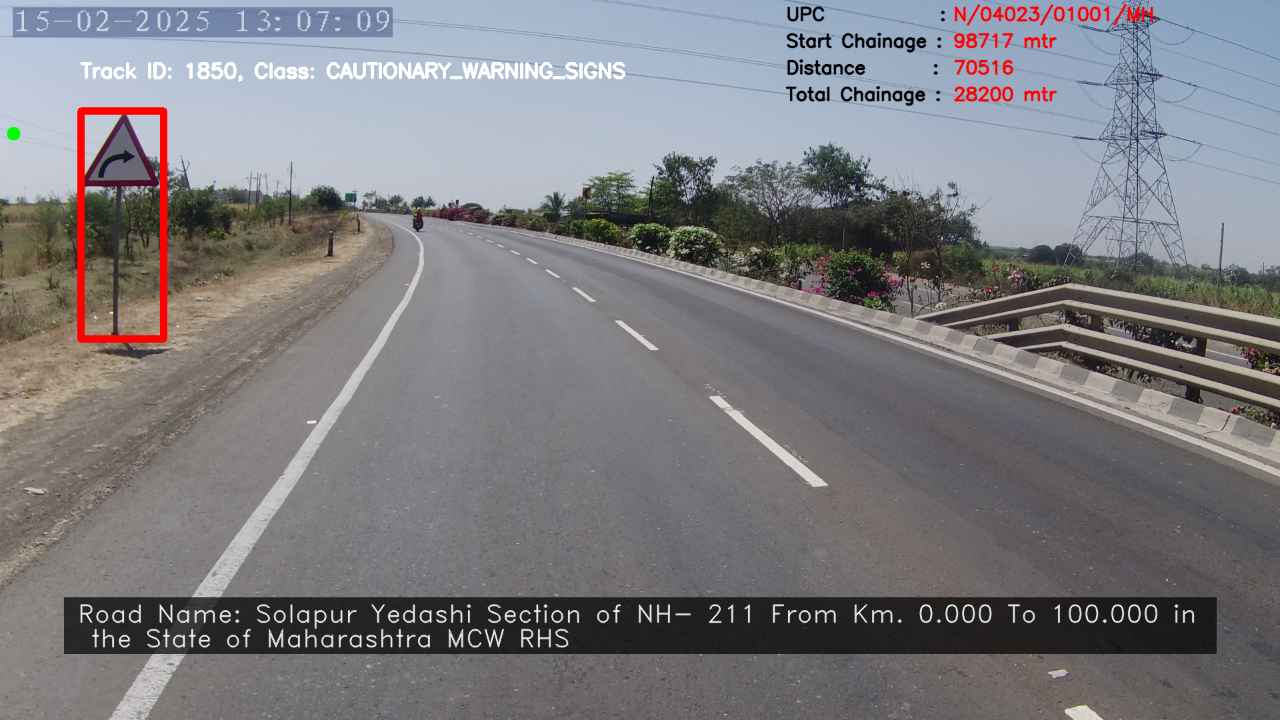 15-02-2025 13:07:09
UPC : N/04023/01001/MH
Start Chainage : 98717 mtr
Distance : 70516
Total Chainage : 28200 mtr
Track ID: 1850, Class: CAUTIONARY_WARNING_SIGNS
Road Name: Solapur Yedashi Section of NH- 211 From Km. 0.000 To 100.000 in
the State of Maharashtra MCW RHS